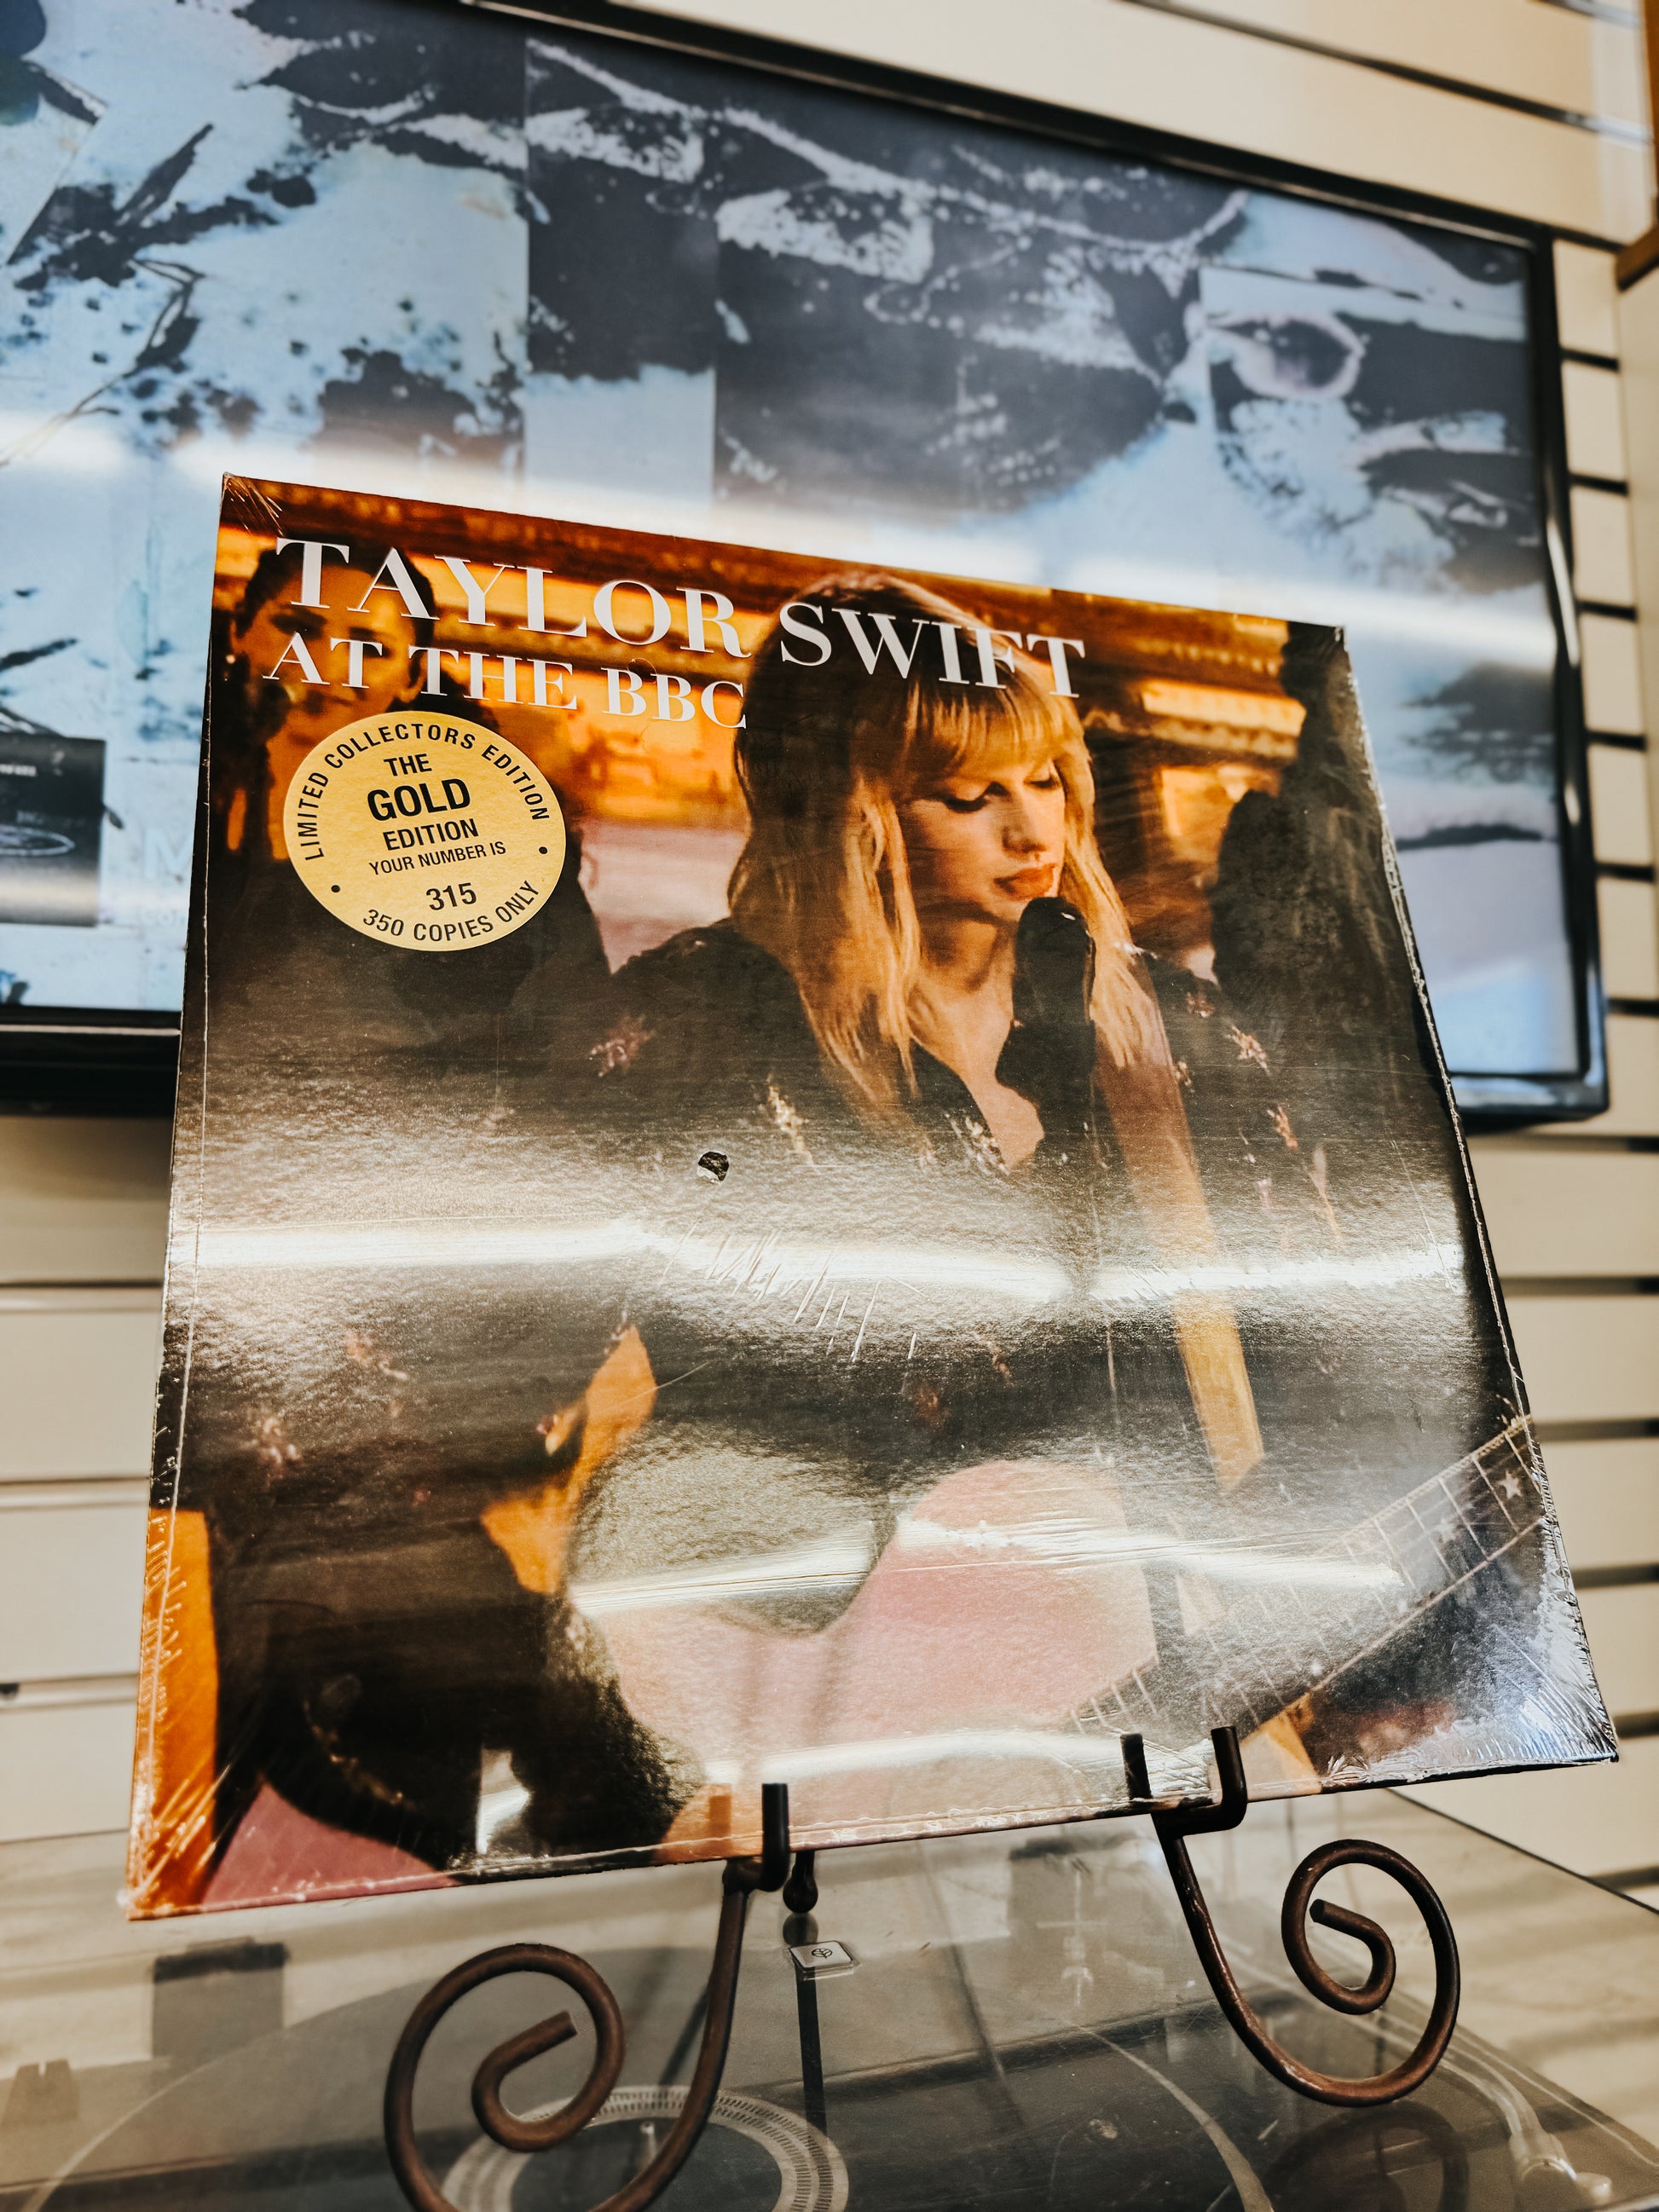 TAYLOR SWIFT
AT THE BBC
LIMITED COLLECTORS EDITION
THE
GOLD
EDITION
YOUR NUMBER IS
315
350 COPIES ONLY